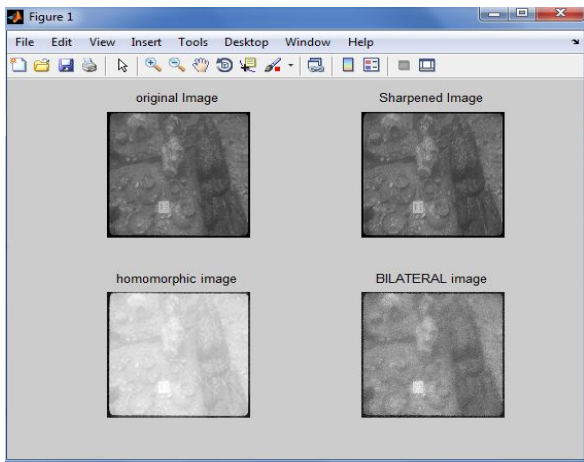 Figure 1
File Edit View Insert Tools Desktop Window Help
original Image
Sharpened Image
homomorphic image
BILATERAL image